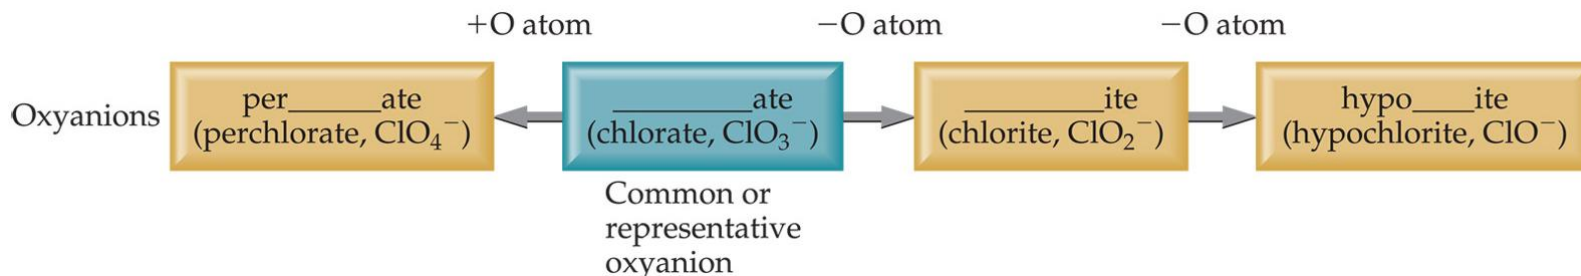 +O atom
−O atom
−O atom
Oxyanions
per______ate
(perchlorate, ClO₄⁻)
_________ate
(chlorate, ClO₃⁻)
_________ite
(chlorite, ClO₂⁻)
hypo____ite
(hypochlorite, ClO⁻)
Common or
representative
oxyanion